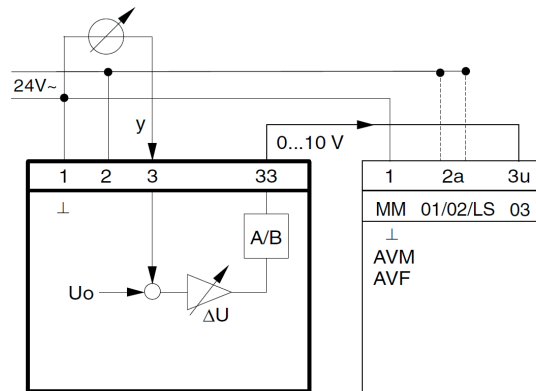 24V~
y
0...10 V
1 2 3 33
1 2a 3u
⊥
MM 01/02/LS 03
A/B
⊥
AVM
AVF
Uo
ΔU